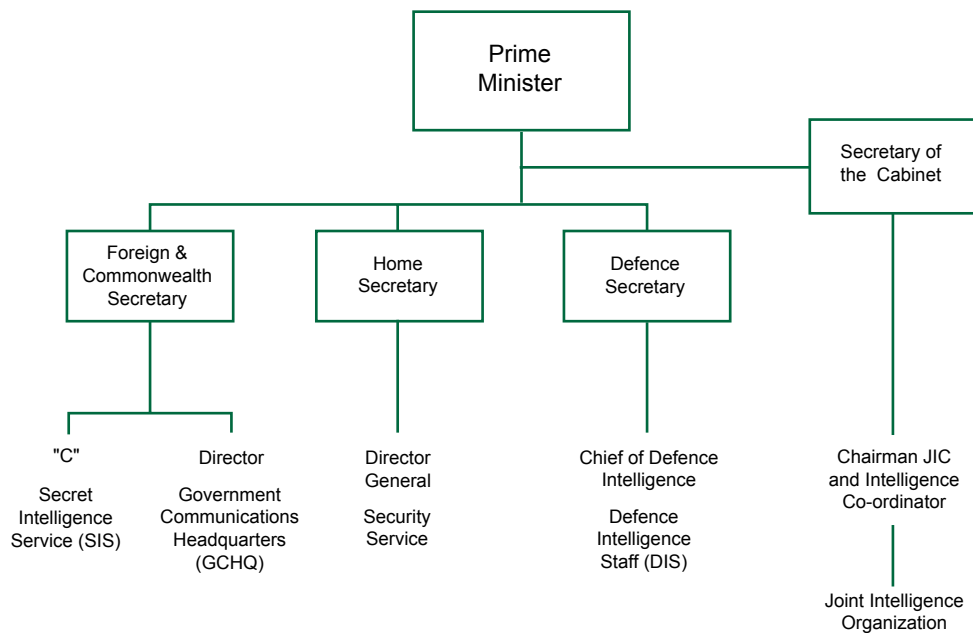 Prime
Minister
Secretary of
the Cabinet
Foreign &
Commonwealth
Secretary
Home
Secretary
Defence
Secretary
"C"
Secret
Intelligence
Service (SIS)
Director
Government
Communications
Headquarters
(GCHQ)
Director
General
Security
Service
Chief of Defence
Intelligence
Defence
Intelligence
Staff (DIS)
Chairman JIC
and Intelligence
Co-ordinator
Joint Intelligence
Organization